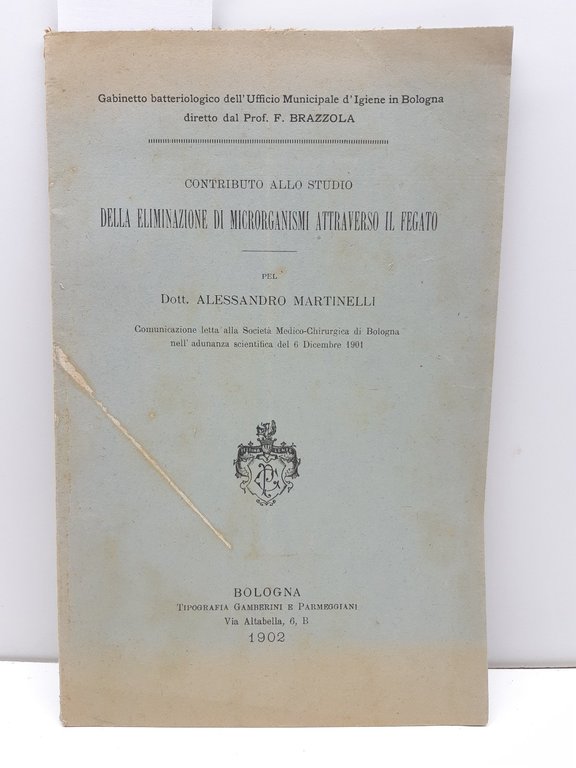 Gabinetto batteriologico dell'Ufficio Municipale d'Igiene in Bologna
diretto dal Prof. F. BRAZZOLA
CONTRIBUTO ALLO STUDIO
DELLA ELIMINAZIONE DI MICRORGANISMI ATTRAVERSO IL FEGATO
PEL
Dott. ALESSANDRO MARTINELLI
Comunicazione letta alla Società Medico-Chirurgica di Bologna
nell'adunanza scientifica del 6 Dicembre 1901
BOLOGNA
TIPOGRAFIA GAMBERINI E PARMEGGIANI
Via Altabella, 6, B
1902